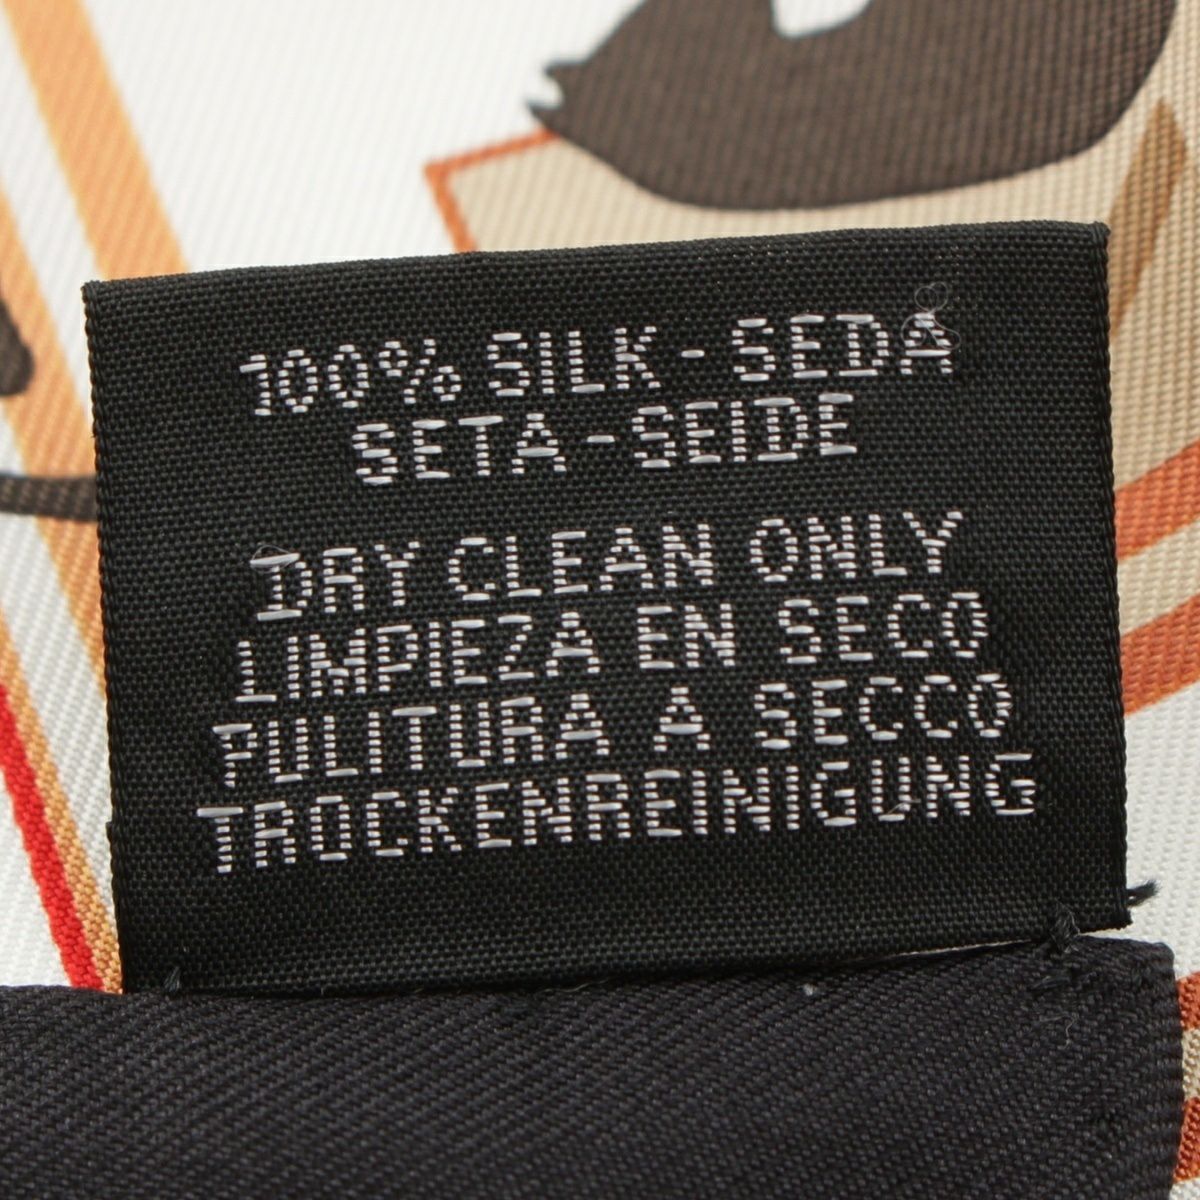 100% SILK - SEDA
SETA - SEIDE
DRY CLEAN ONLY
LIMPIEZA EN SECO
PULITURA A SECCO
TROCKENREINIGUNG